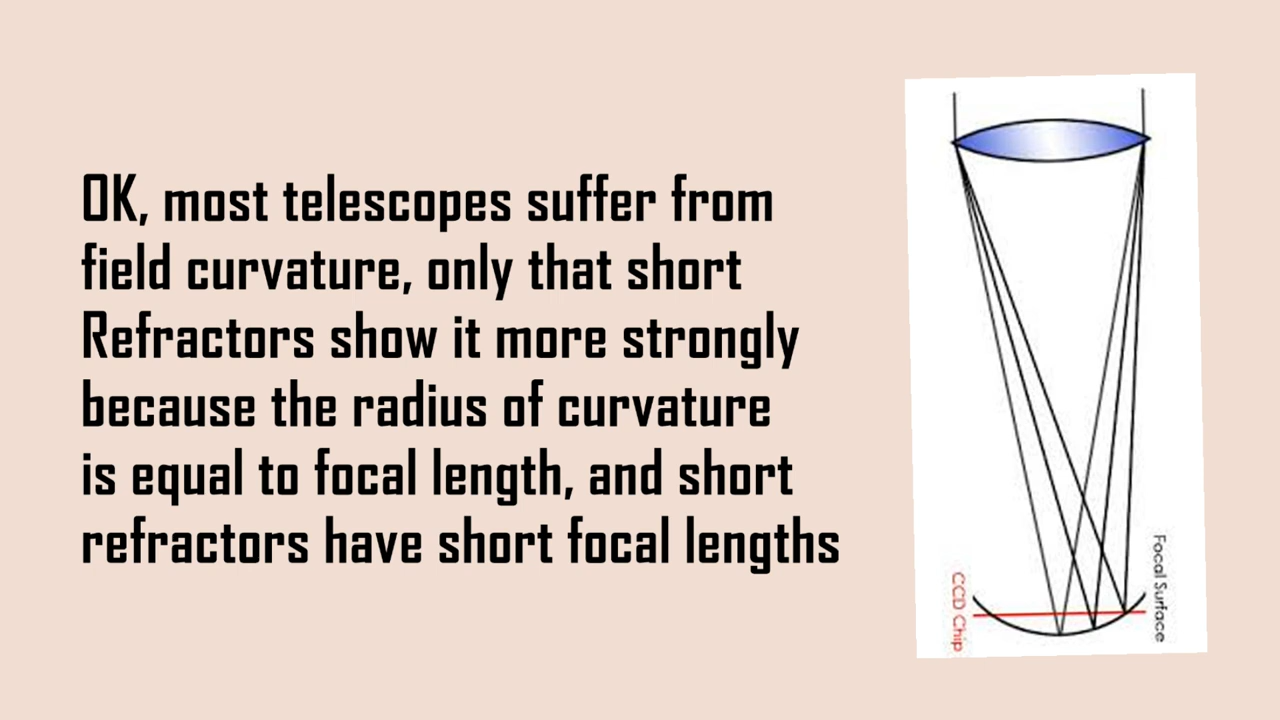 OK, most telescopes suffer from
field curvature, only that short
Refractors show it more strongly
because the radius of curvature
is equal to focal length, and short
refractors have short focal lengths
Focal Surface
CCD Chip